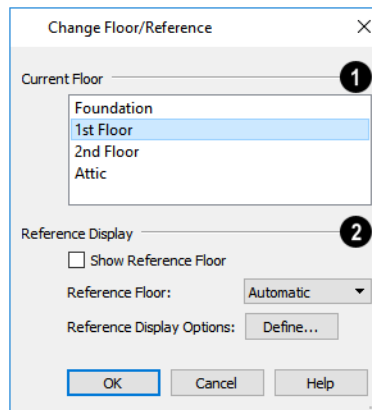 Change Floor/Reference
Current Floor 1
Foundation
1st Floor
2nd Floor
Attic
Reference Display 2
Show Reference Floor
Reference Floor: Automatic
Reference Display Options: Define...
OK Cancel Help